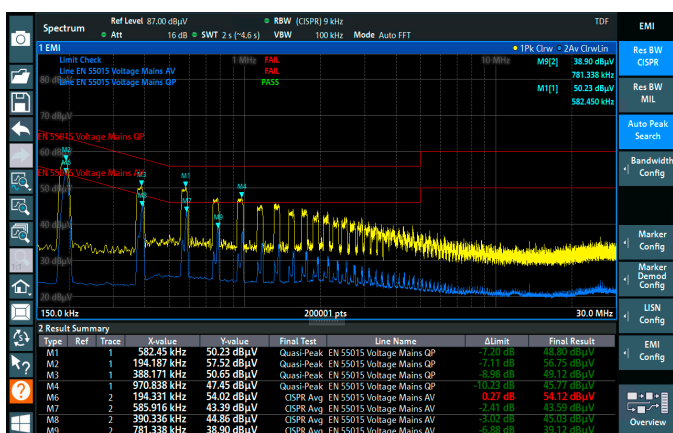 Spectrum
Ref Level 87.00 dBµV ● RBW (CISPR) 9 kHz TDF
● Att 16 dB ● SWT 2 s (~4.6 s) VBW 100 kHz Mode Auto FFT
1 EMI
● 1Pk Clrw ● 2Av ClrwLin
Limit Check 1 MHz FAIL 10 MHz M9[2] 38.90 dBµV
Line EN 55015 Voltage Mains AV FAIL 781.338 kHz
80 dBµV
Line EN 55015 Voltage Mains QP PASS M1[1] 50.23 dBµV
582.450 kHz
70 dBµV
EN 55015 Voltage Mains QP
60 dBµV
M2
M6
EN 55015 Voltage Mains AV
M3
M1
50 dBµV
M4
M8
M7
M9
40 dBµV
30 dBµV
20 dBµV
150.0 kHz 200001 pts 30.0 MHz
2 Result Summary
Type Ref Trace X-value Y-value Final Test Line Name ΔLimit Final Result
M1 1 582.45 kHz 50.23 dBµV Quasi-Peak EN 55015 Voltage Mains QP -7.20 dB 48.80 dBµV
M2 1 194.187 kHz 57.52 dBµV Quasi-Peak EN 55015 Voltage Mains QP -7.11 dB 56.75 dBµV
M3 1 388.171 kHz 50.65 dBµV Quasi-Peak EN 55015 Voltage Mains QP -8.98 dB 49.12 dBµV
M4 1 970.838 kHz 47.45 dBµV Quasi-Peak EN 55015 Voltage Mains QP -10.23 dB 45.77 dBµV
M6 2 194.331 kHz 54.02 dBµV CISPR Avg EN 55015 Voltage Mains AV 0.27 dB 54.12 dBµV
M7 2 585.916 kHz 43.39 dBµV CISPR Avg EN 55015 Voltage Mains AV -2.41 dB 43.59 dBµV
M8 2 390.336 kHz 44.86 dBµV CISPR Avg EN 55015 Voltage Mains AV -3.02 dB 45.03 dBµV
M9 2 781.338 kHz 38.90 dBµV CISPR Avg EN 55015 Voltage Mains AV -6.88 dB 39.12 dBµV
EMI
Res BW
CISPR
Res BW
MIL
Auto Peak
Search
Bandwidth
Config
Marker
Config
Marker
Demod
Config
LISN
Config
EMI
Config
Overview